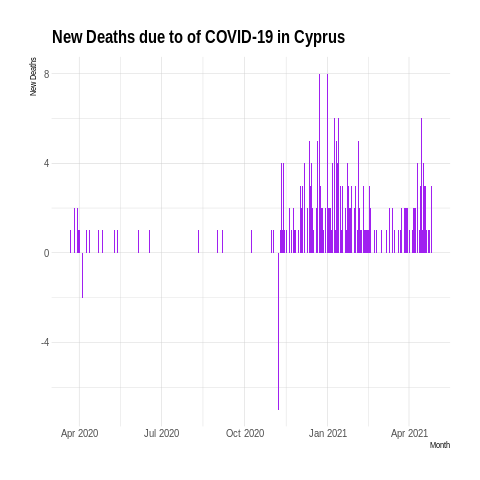 New Deaths due to of COVID-19 in Cyprus
New Deaths
8
4
0
-4
Apr 2020 Jul 2020 Oct 2020 Jan 2021 Apr 2021
Month